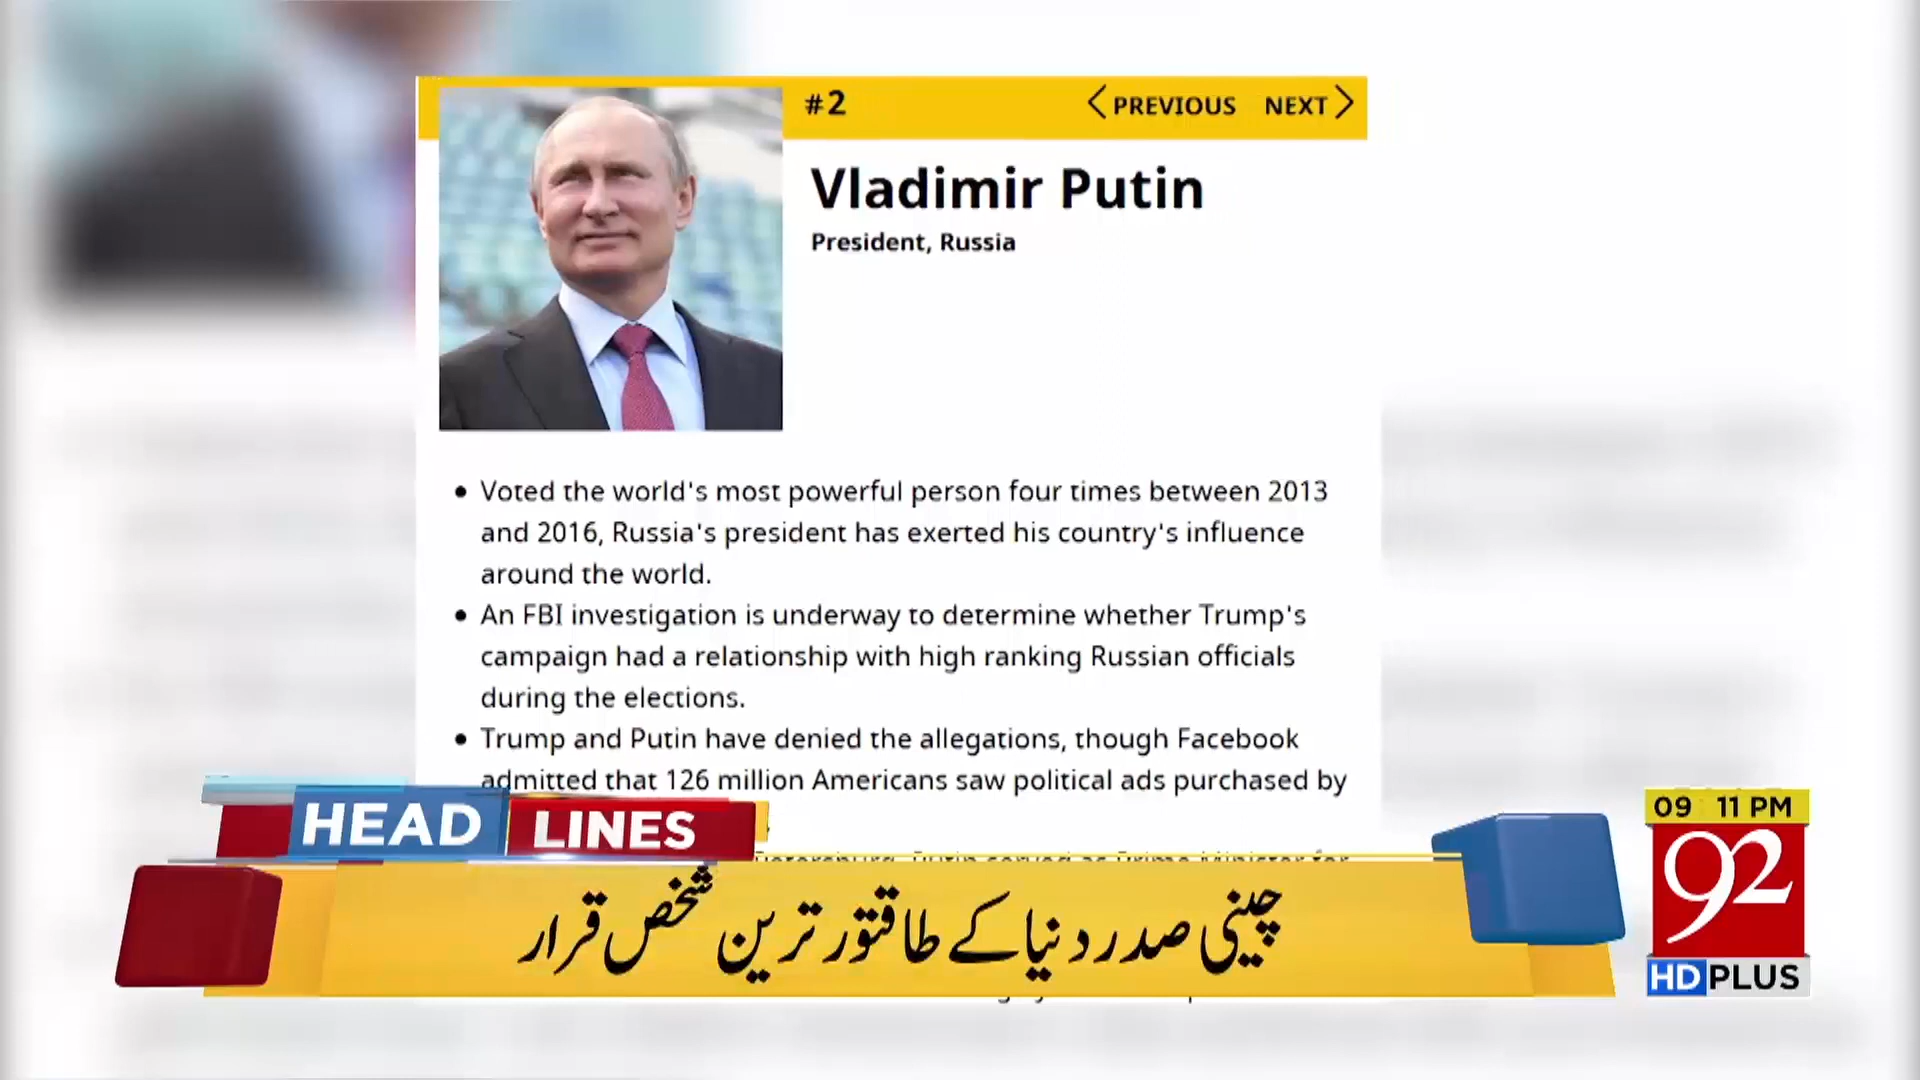 #2
PREVIOUS NEXT
Vladimir Putin
President, Russia
• Voted the world's most powerful person four times between 2013
and 2016, Russia's president has exerted his country's influence
around the world.
• An FBI investigation is underway to determine whether Trump's
campaign had a relationship with high ranking Russian officials
during the elections.
• Trump and Putin have denied the allegations, though Facebook
admitted that 126 million Americans saw political ads purchased by
HEAD LINES
چینی صدر دنیا کے طاقتور ترین شخص قرار
09 11 PM
92
HD PLUS